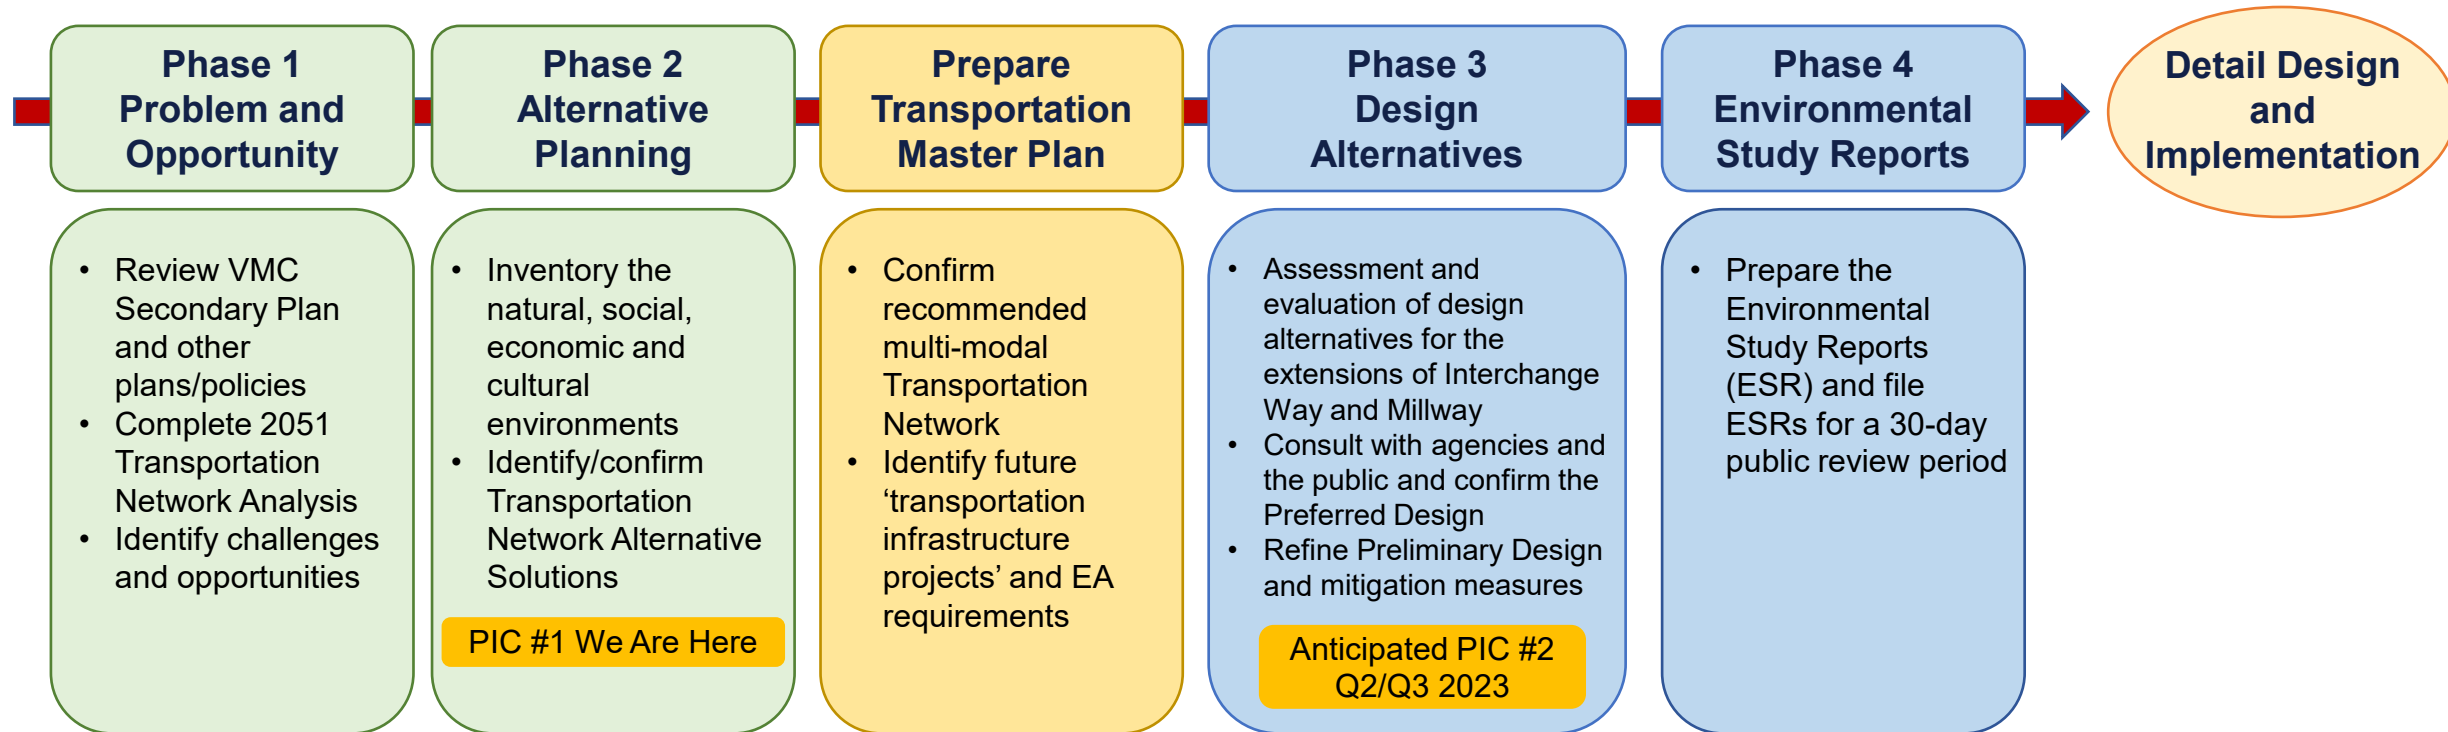 Phase 1
Problem and
Opportunity
Phase 2
Alternative
Planning
Prepare
Transportation
Master Plan
Phase 3
Design
Alternatives
Phase 4
Environmental
Study Reports
Detail Design
and
Implementation
• Review VMC
Secondary Plan
and other
plans/policies
• Complete 2051
Transportation
Network Analysis
• Identify challenges
and opportunities
• Inventory the
natural, social,
economic and
cultural
environments
• Identify/confirm
Transportation
Network Alternative
Solutions
PIC #1 We Are Here
• Confirm
recommended
multi-modal
Transportation
Network
• Identify future
‘transportation
infrastructure
projects’ and EA
requirements
• Assessment and
evaluation of design
alternatives for the
extensions of Interchange
Way and Millway
• Consult with agencies and
the public and confirm the
Preferred Design
• Refine Preliminary Design
and mitigation measures
Anticipated PIC #2
Q2/Q3 2023
• Prepare the
Environmental
Study Reports
(ESR) and file
ESRs for a 30-day
public review period